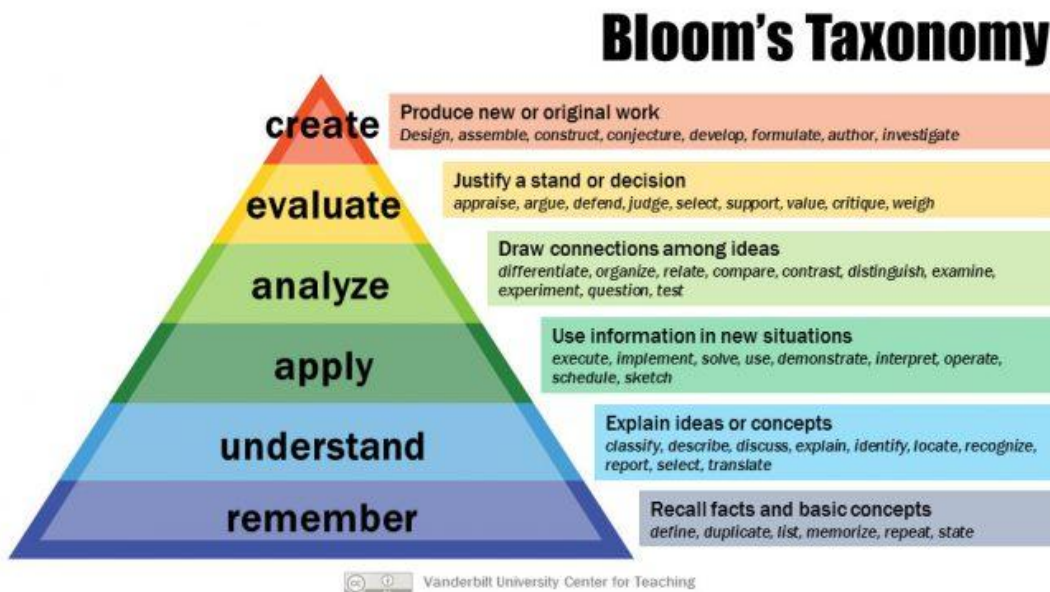 Bloom's Taxonomy
create
Produce new or original work
Design, assemble, construct, conjecture, develop, formulate, author, investigate
evaluate
Justify a stand or decision
appraise, argue, defend, judge, select, support, value, critique, weigh
analyze
Draw connections among ideas
differentiate, organize, relate, compare, contrast, distinguish, examine,
experiment, question, test
apply
Use information in new situations
execute, implement, solve, use, demonstrate, interpret, operate,
schedule, sketch
understand
Explain ideas or concepts
classify, describe, discuss, explain, identify, locate, recognize,
report, select, translate
remember
Recall facts and basic concepts
define, duplicate, list, memorize, repeat, state
cc Vanderbilt University Center for Teaching